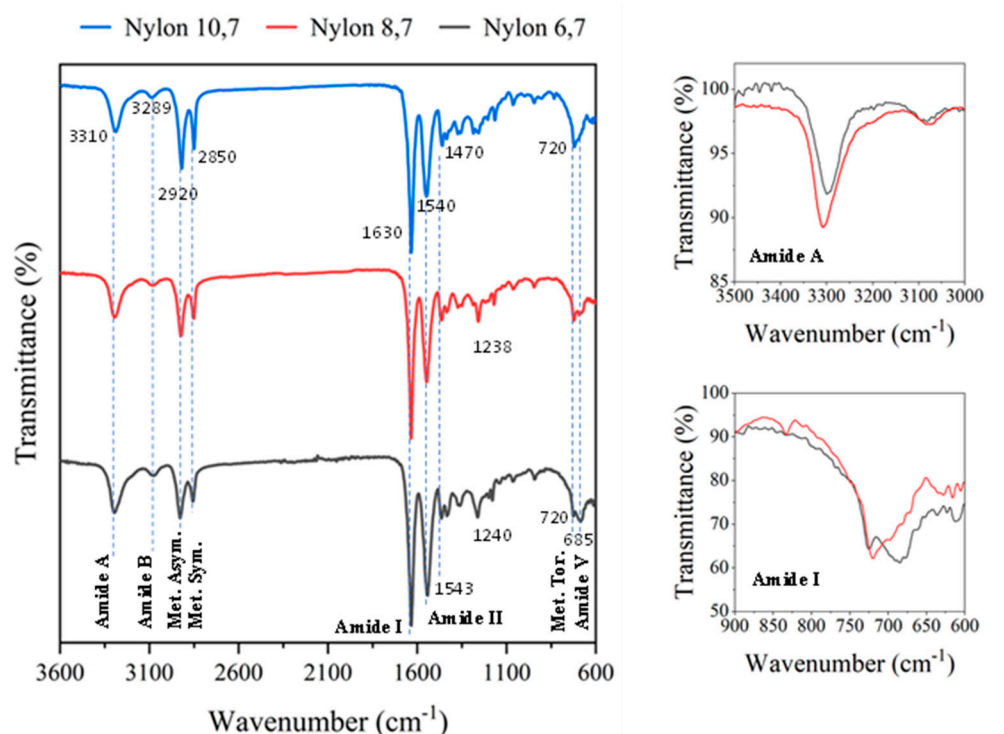 Nylon 10,7 Nylon 8,7 Nylon 6,7
Transmittance (%)
3310
3289
2920
2850
1630
1540
1470
720
1238
1240
720
685
1543
Amide A
Amide B
Met. Asym.
Met. Sym.
Amide I
Amide II
Met. Tor.
Amide V
3600 3100 2600 2100 1600 1100 600
Wavenumber (cm⁻¹)
Transmittance (%)
100
95
90
85
Amide A
3500 3400 3300 3200 3100 3000
Wavenumber (cm⁻¹)
Transmittance (%)
100
90
80
70
60
50
Amide I
900 850 800 750 700 650 600
Wavenumber (cm⁻¹)